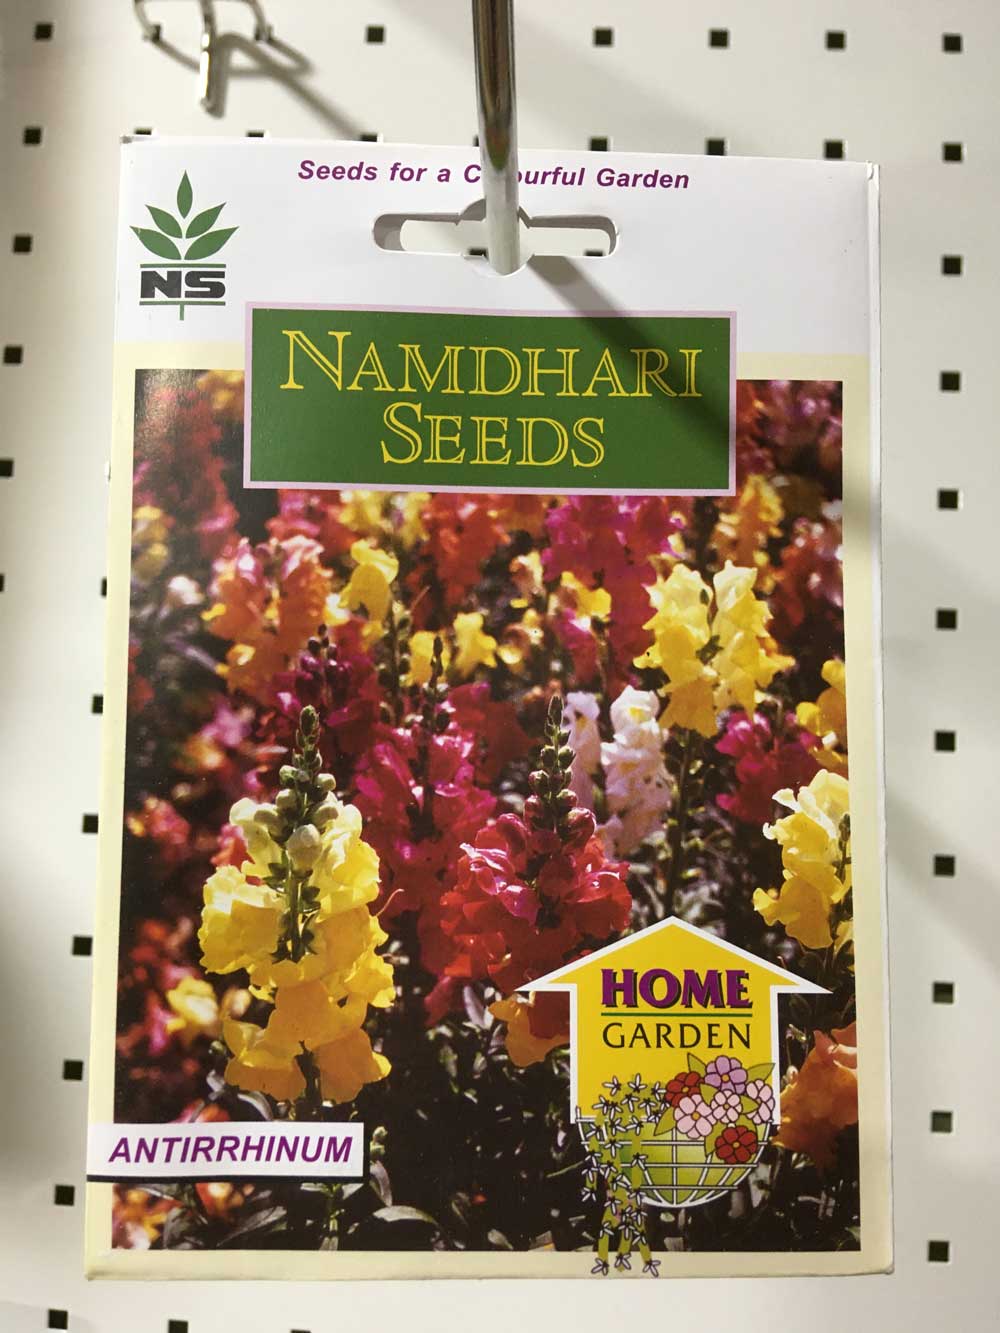 Seeds for a Colourful Garden
NS
NAMDHARI
SEEDS
HOME
GARDEN
ANTIRRHINUM